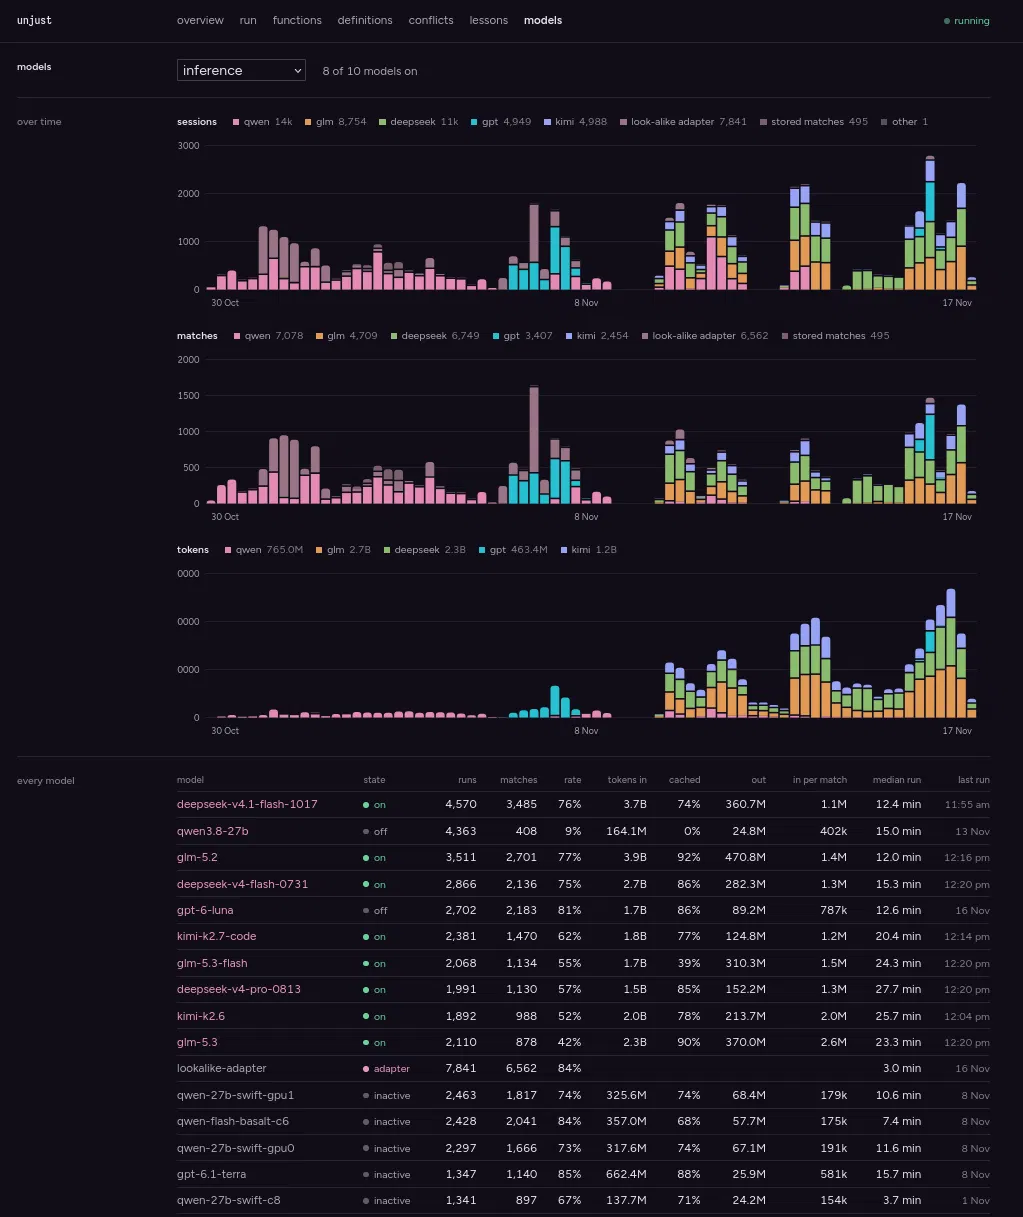 unjust overview run functions definitions conflicts lessons models running
models inference 8 of 10 models on
over time sessions qwen 14k glm 8,754 deepseek 11k gpt 4,949 kimi 4,988 look-alike adapter 7,841 stored matches 495 other 1
3000
2000
1000
0
30 Oct 8 Nov 17 Nov
matches qwen 7,078 glm 4,709 deepseek 6,749 gpt 3,407 kimi 2,454 look-alike adapter 6,562 stored matches 495
2000
1500
1000
500
0
30 Oct 8 Nov 17 Nov
tokens qwen 765.0M glm 2.7B deepseek 2.3B gpt 463.4M kimi 1.2B
0000
0000
0000
0
30 Oct 8 Nov 17 Nov
every model model state runs matches rate tokens in cached out in per match median run last run
deepseek-v4.1-flash-1017 on 4,570 3,485 76% 3.7B 74% 360.7M 1.1M 12.4 min 11:55 am
qwen3.8-27b off 4,363 408 9% 164.1M 0% 24.8M 402k 15.0 min 13 Nov
glm-5.2 on 3,511 2,701 77% 3.9B 92% 470.8M 1.4M 12.0 min 12:16 pm
deepseek-v4-flash-0731 on 2,866 2,136 75% 2.7B 86% 282.3M 1.3M 15.3 min 12:20 pm
gpt-6-luna off 2,702 2,183 81% 1.7B 86% 89.2M 787k 12.6 min 16 Nov
kimi-k2.7-code on 2,381 1,470 62% 1.8B 77% 124.8M 1.2M 20.4 min 12:14 pm
glm-5.3-flash on 2,068 1,134 55% 1.7B 39% 310.3M 1.5M 24.3 min 12:20 pm
deepseek-v4-pro-0813 on 1,991 1,130 57% 1.5B 85% 152.2M 1.3M 27.7 min 12:20 pm
kimi-k2.6 on 1,892 988 52% 2.0B 78% 213.7M 2.0M 25.7 min 12:04 pm
glm-5.3 on 2,110 878 42% 2.3B 90% 370.0M 2.6M 23.3 min 12:20 pm
lookalike-adapter adapter 7,841 6,562 84% 3.0 min 16 Nov
qwen-27b-swift-gpu1 inactive 2,463 1,817 74% 325.6M 74% 68.4M 179k 10.6 min 8 Nov
qwen-flash-basalt-c6 inactive 2,428 2,041 84% 357.0M 68% 57.7M 175k 7.4 min 8 Nov
qwen-27b-swift-gpu0 inactive 2,297 1,666 73% 317.6M 74% 67.1M 191k 11.6 min 8 Nov
gpt-6.1-terra inactive 1,347 1,140 85% 662.4M 88% 25.9M 581k 15.7 min 8 Nov
qwen-27b-swift-c8 inactive 1,341 897 67% 137.7M 71% 24.2M 154k 3.7 min 1 Nov